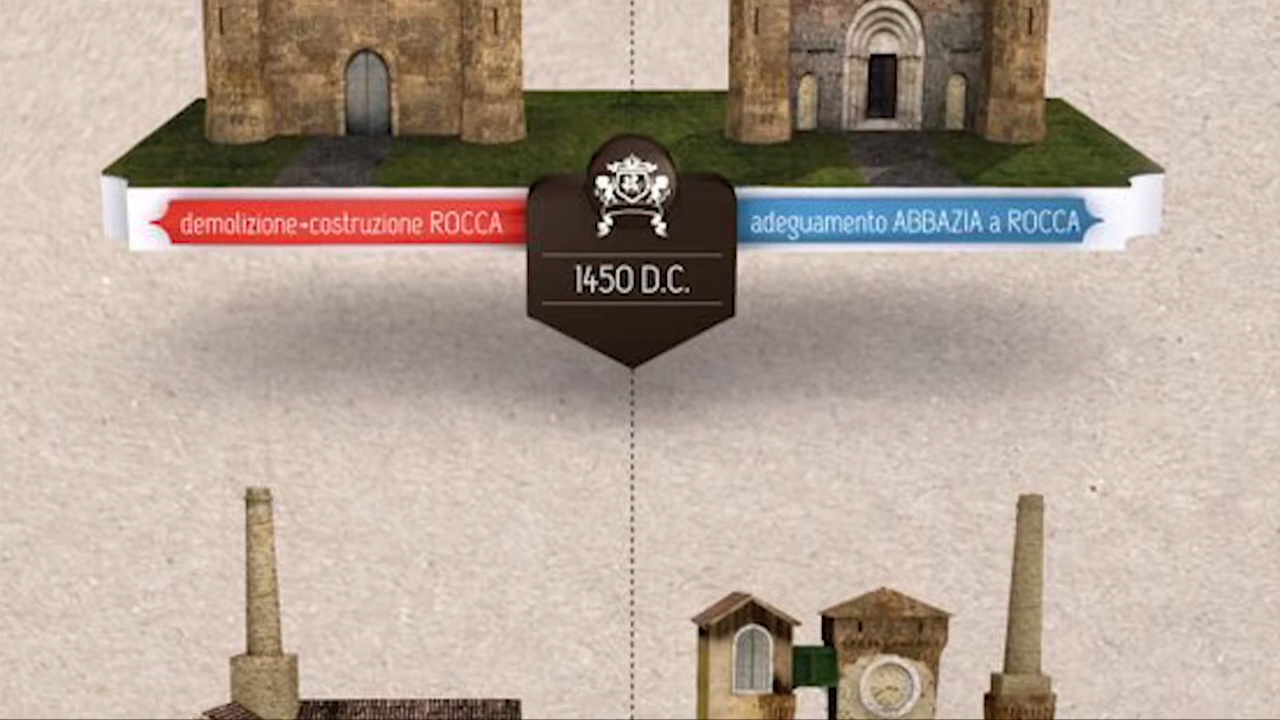 demolizione-costruzione ROCCA
adeguamento ABBAZIA a ROCCA
1450 D.C.